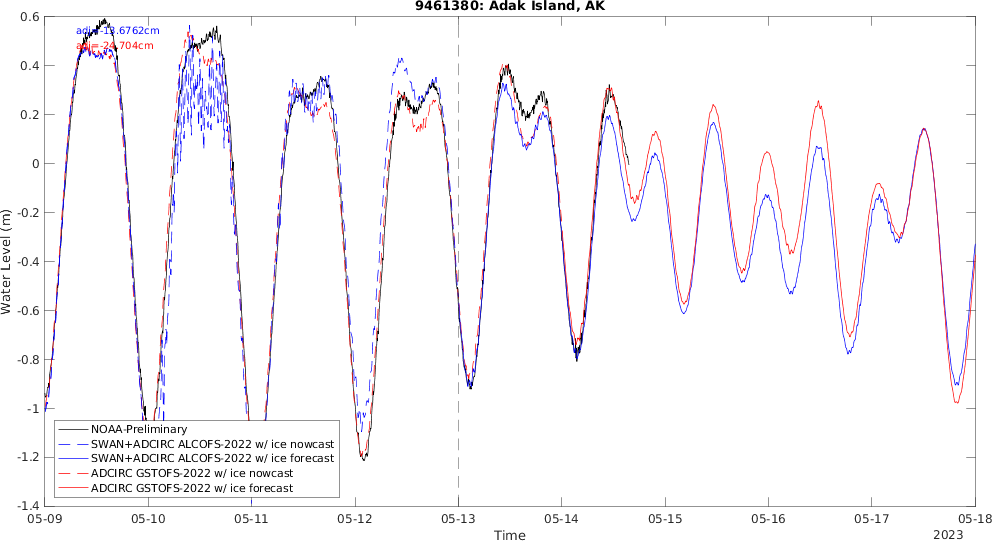 9461380: Adak Island, AK
adj=-13.6762cm
adj=-24.704cm
0.6
0.4
0.2
0
-0.2
-0.4
-0.6
-0.8
-1
-1.2
-1.4
Water Level (m)
NOAA-Preliminary
SWAN+ADCIRC ALCOFS-2022 w/ ice nowcast
SWAN+ADCIRC ALCOFS-2022 w/ ice forecast
ADCIRC GSTOFS-2022 w/ ice nowcast
ADCIRC GSTOFS-2022 w/ ice forecast
05-09 05-10 05-11 05-12 05-13 05-14 05-15 05-16 05-17 05-18
Time
2023